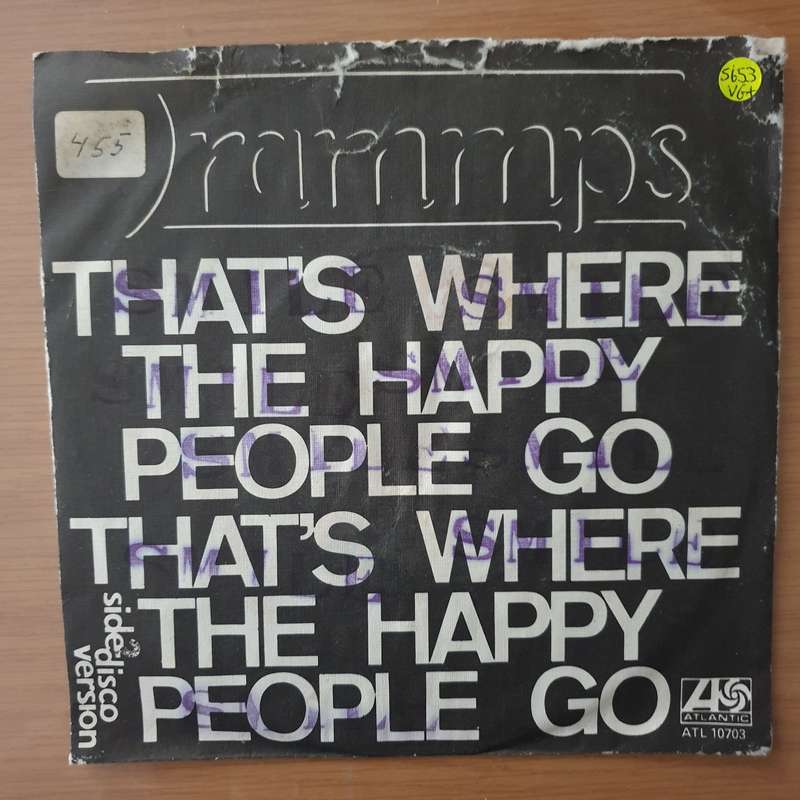 5653
VG+
455
Trammps
THAT'S WHERE
THE HAPPY
PEOPLE GO
THAT'S WHERE
THE HAPPY
PEOPLE GO
side 2 disco
version
ATLANTIC
ATL 10703